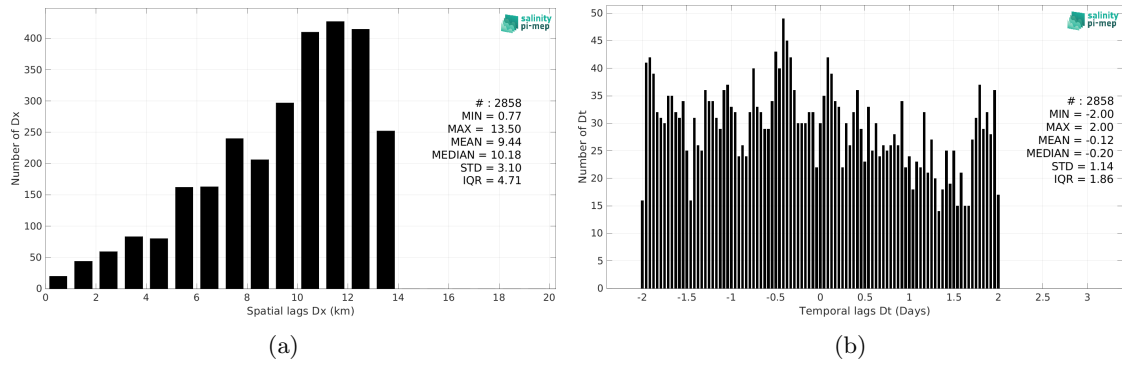 salinity
pi-mep
400
350
300
250
200
150
100
50
0
Number of Dx
# : 2858
MIN = 0.77
MAX = 13.50
MEAN = 9.44
MEDIAN = 10.18
STD = 3.10
IQR = 4.71
0 2 4 6 8 10 12 14 16 18 20
Spatial lags Dx (km)
(a)
salinity
pi-mep
50
45
40
35
30
25
20
15
10
5
0
Number of Dt
# : 2858
MIN = -2.00
MAX = 2.00
MEAN = -0.12
MEDIAN = -0.20
STD = 1.14
IQR = 1.86
-2 -1.5 -1 -0.5 0 0.5 1 1.5 2 2.5 3
Temporal lags Dt (Days)
(b)